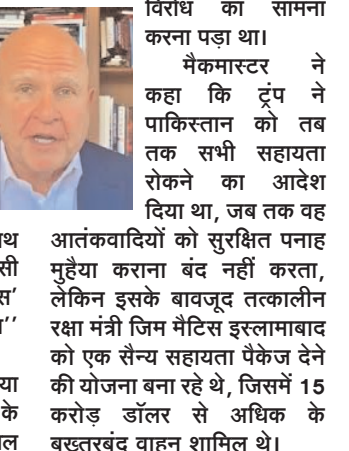 विरोध का सामना
करना पड़ा था।
मैकमास्टर ने
कहा कि ट्रंप ने
पाकिस्तान को तब
तक सभी सहायता
रोकने का आदेश
दिया था, जब तक वह
आतंकवादियों को सुरक्षित पनाह
मुहैया कराना बंद नहीं करता,
लेकिन इसके बावजूद तत्कालीन
रक्षा मंत्री जिम मैटिस इस्लामाबाद
को एक सैन्य सहायता पैकेज देने
की योजना बना रहे थे, जिसमें 15
करोड़ डॉलर से अधिक के
बख्तरबंद वाहन शामिल थे।